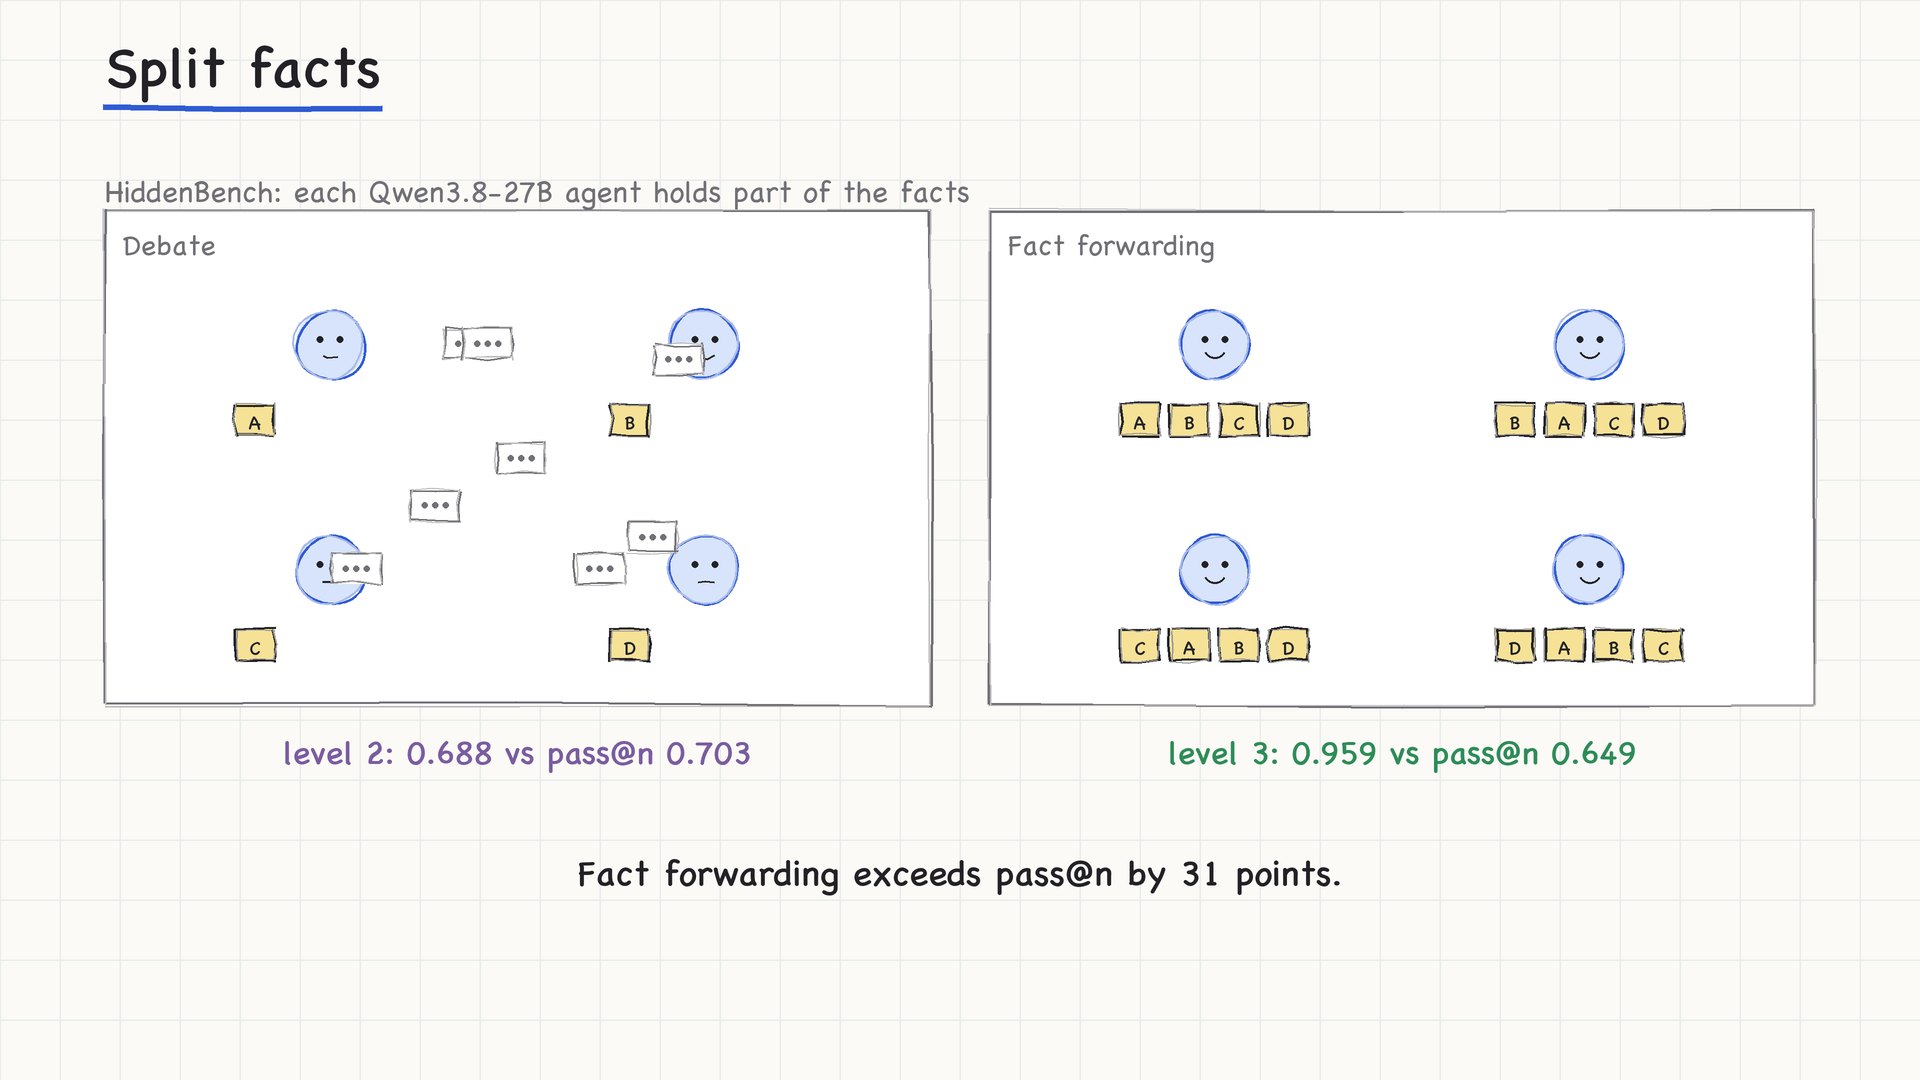 Split facts
HiddenBench: each Qwen3.8-27B agent holds part of the facts
Debate
A
B
C
D
level 2: 0.688 vs pass@n 0.703
Fact forwarding
A B C D
B A C D
C A B D
D A B C
level 3: 0.959 vs pass@n 0.649
Fact forwarding exceeds pass@n by 31 points.